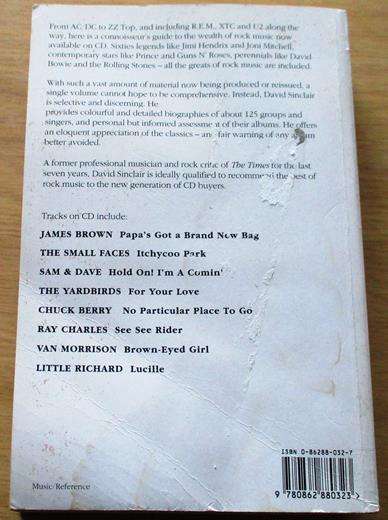 From AC/DC to ZZ Top, and including R.E.M., XTC and U2 along the
way, here is a connoisseur's guide to the wealth of rock music now
available on CD. Sixties legends like Jimi Hendrix and Joni Mitchell,
contemporary stars like Prince and Guns N' Roses, perennials like David
Bowie and the Rolling Stones – all the greats of rock music are included.
With such a vast amount of material now being produced or reissued, a
single volume cannot hope to be comprehensive. Instead, David Sinclair
is selective and discerning. He
provides colourful and detailed biographies of about 125 groups and
singers, and personal but informed assessment of their albums. He offers
an eloquent appreciation of the classics – and fair warning of any album
better avoided.
A former professional musician and rock critic of The Times for the last
seven years, David Sinclair is ideally qualified to recommend the best of
rock music to the new generation of CD buyers.
Tracks on CD include:
JAMES BROWN Papa's Got a Brand New Bag
THE SMALL FACES Itchycoo Park
SAM & DAVE Hold On! I'm A Comin'
THE YARDBIRDS For Your Love
CHUCK BERRY No Particular Place To Go
RAY CHARLES See See Rider
VAN MORRISON Brown-Eyed Girl
LITTLE RICHARD Lucille
ISBN 0-86288-032-7
9 780862 880323 >
Music/Reference